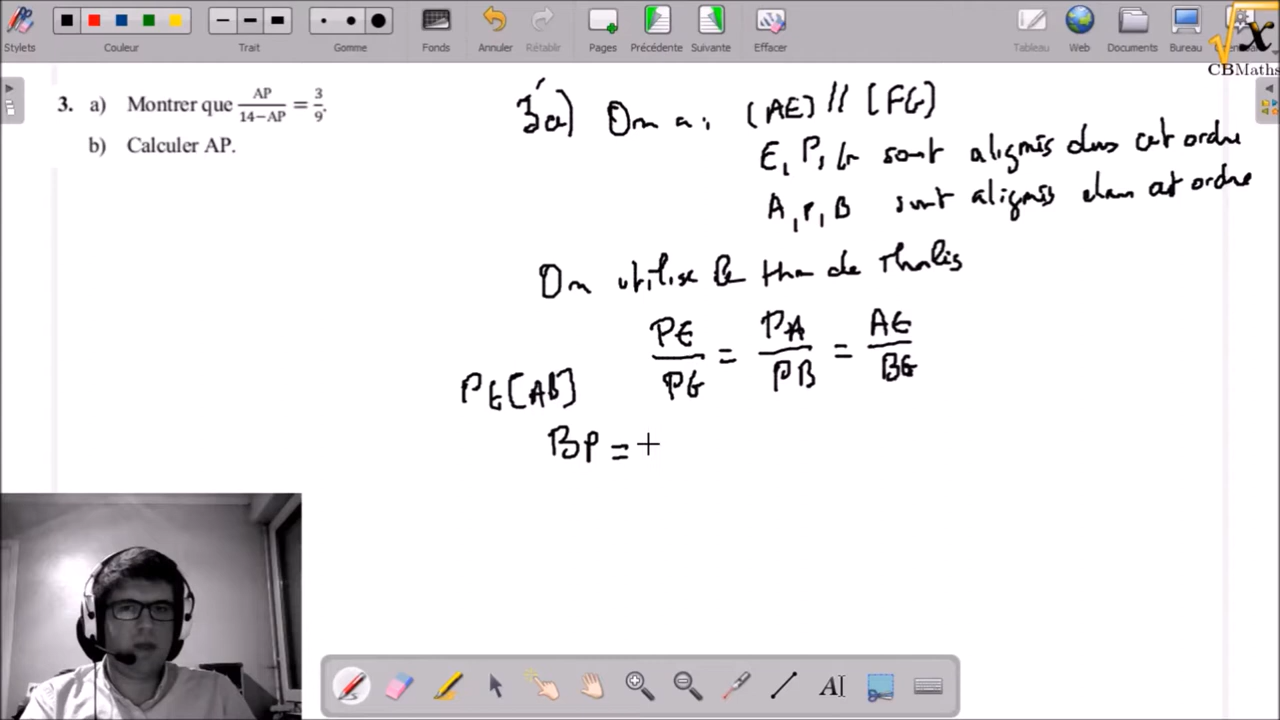 Stylets Couleur Trait Gomme Fonds Annuler Rétablir Pages Précédente Suivante Effacer Tableau Web Documents Bureau
CBMaths
3. a) Montrer que AP/14−AP = 3/9.
b) Calculer AP.
3 a) On a : [AE] // [FG]
E, P, G sont alignés dans cet ordre
A, P, B sont alignés dans cet ordre
On utilise le thm de Thalès
PE/PG = PA/PB = AE/BG
P∈[AB]
BP =
AI